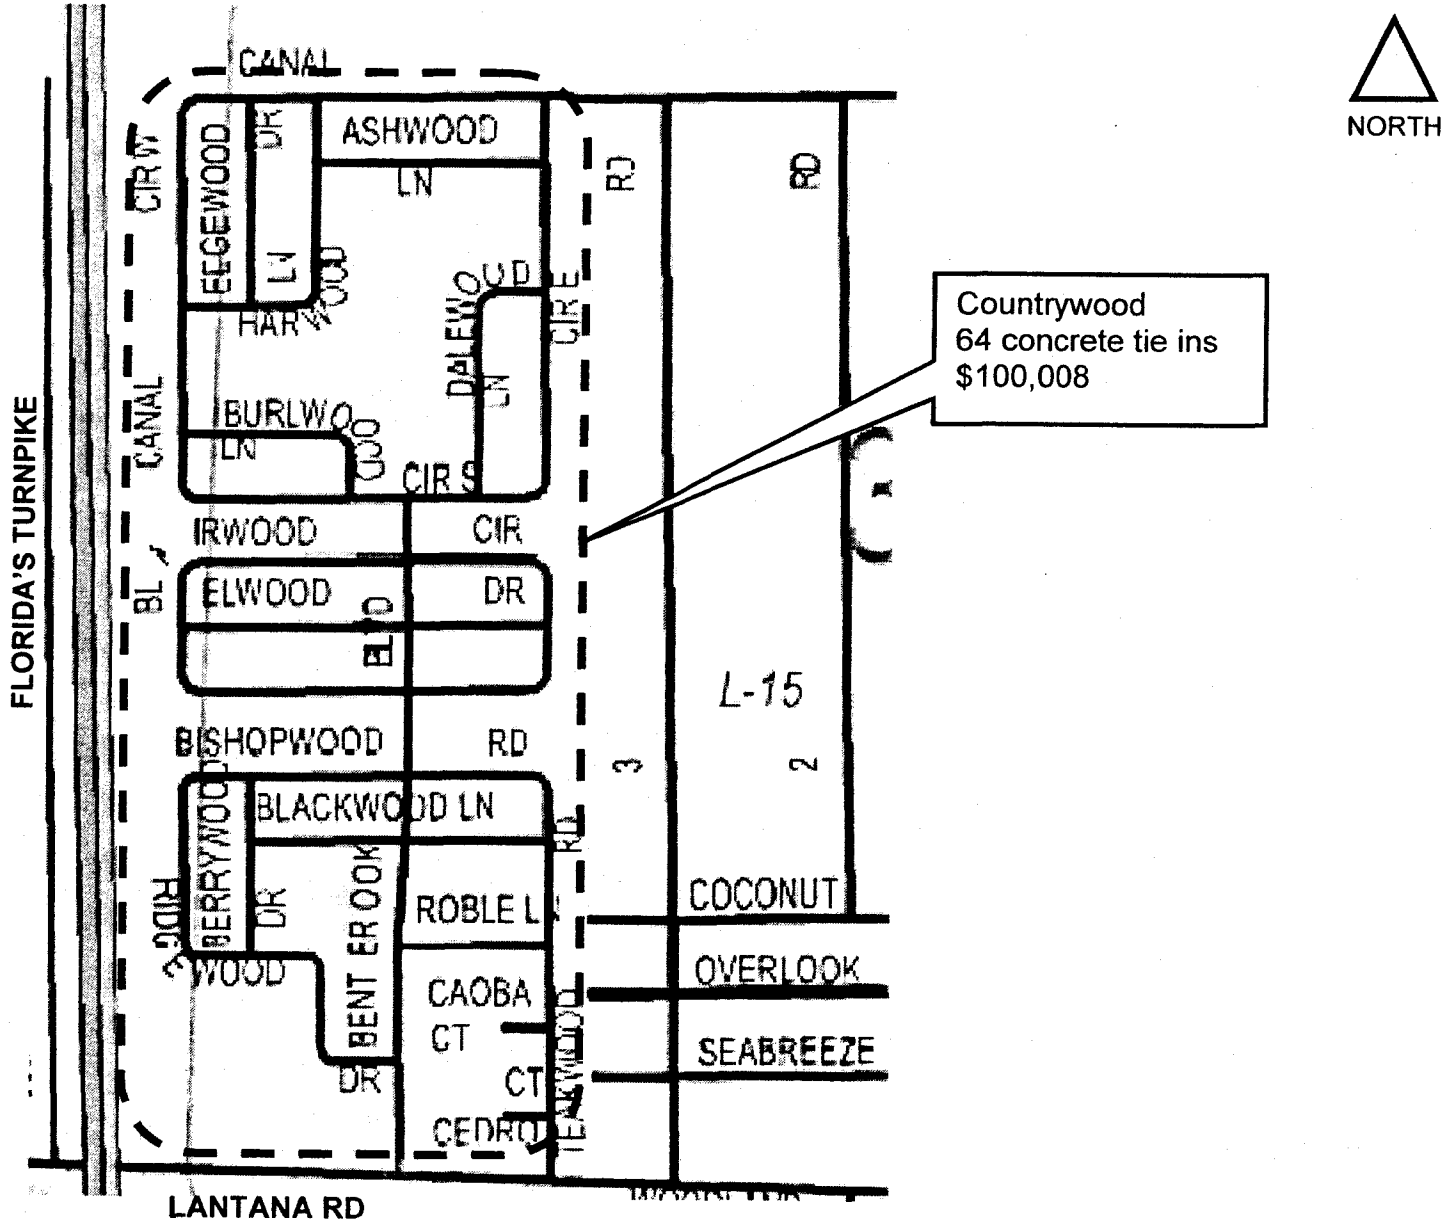 CANAL
NORTH
CIR W
ELGEWOOD
DR
ASHWOOD
LN
RD
RD
LN
HARWOOD
DALEWOOD
LN
CIR E
Countrywood
64 concrete tie ins
$100,008
CANAL
BURLWOOD
LN
CIR S
FLORIDA'S TURNPIKE
IRWOOD CIR
BL
ELWOOD DR
BLVD
L-15
BISHOPWOOD RD
3
2
BERRYWOOD
DR
BLACKWOOD LN
RD
RIDGEWOOD
DR
BENT BROOK
ROBLE L
COCONUT
CAOBA
CT
OVERLOOK
TEAKWOOD
CT
CEDRO
SEABREEZE
LANTANA RD